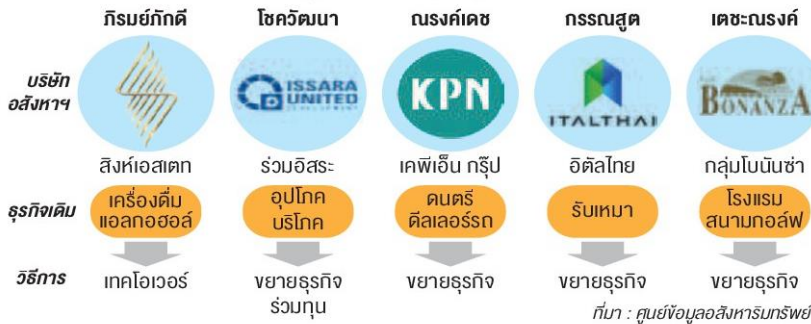 ภิรมย์ภักดี โชควัฒนา ณรงค์เดช กรรณสูต เตชะณรงค์
บริษัท
อสังหาฯ
ISSARA
UNITED
KPN
ITALTHAI
BONANZA
สิงห์เอสเตท ร่วมอิสระ เคพีเอ็น กรุ๊ป อิตัลไทย กลุ่มโบนันซ่า
ธุรกิจเดิม
เครื่องดื่ม
แอลกอฮอล์
อุปโภค
บริโภค
ดนตรี
ดีลเลอร์รถ
รับเหมา
โรงแรม
สนามกอล์ฟ
วิธีการ
เทคโอเวอร์
ขยายธุรกิจ
ร่วมทุน
ขยายธุรกิจ
ขยายธุรกิจ
ขยายธุรกิจ
ที่มา : ศูนย์ข้อมูลอสังหาริมทรัพย์